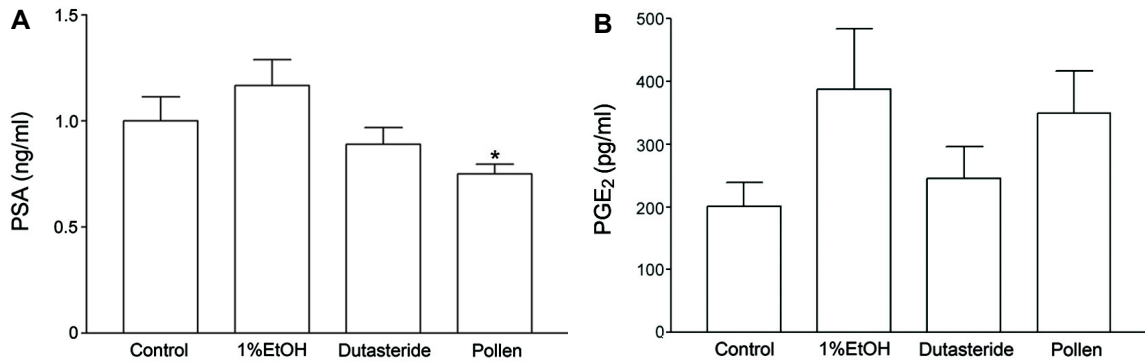 A
PSA (ng/ml)
1.5
1.0
0.5
0
*
Control 1%EtOH Dutasteride Pollen
B
PGE2 (pg/ml)
500
400
300
200
100
0
Control 1%EtOH Dutasteride Pollen